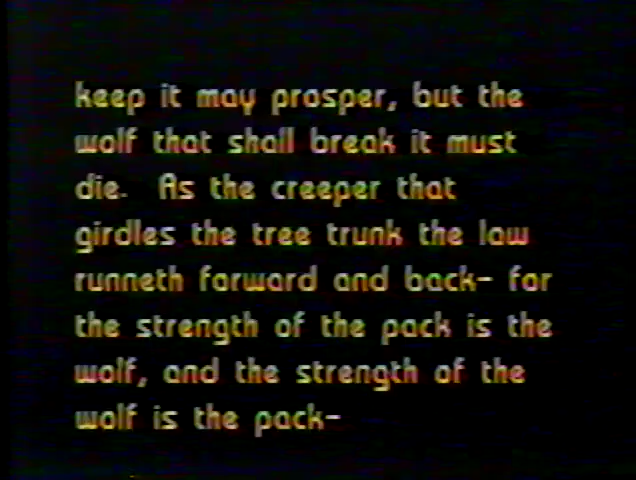 keep it may prosper, but the
wolf that shall break it must
die. As the creeper that
girdles the tree trunk the law
runneth forward and back- for
the strength of the pack is the
wolf, and the strength of the
wolf is the pack-